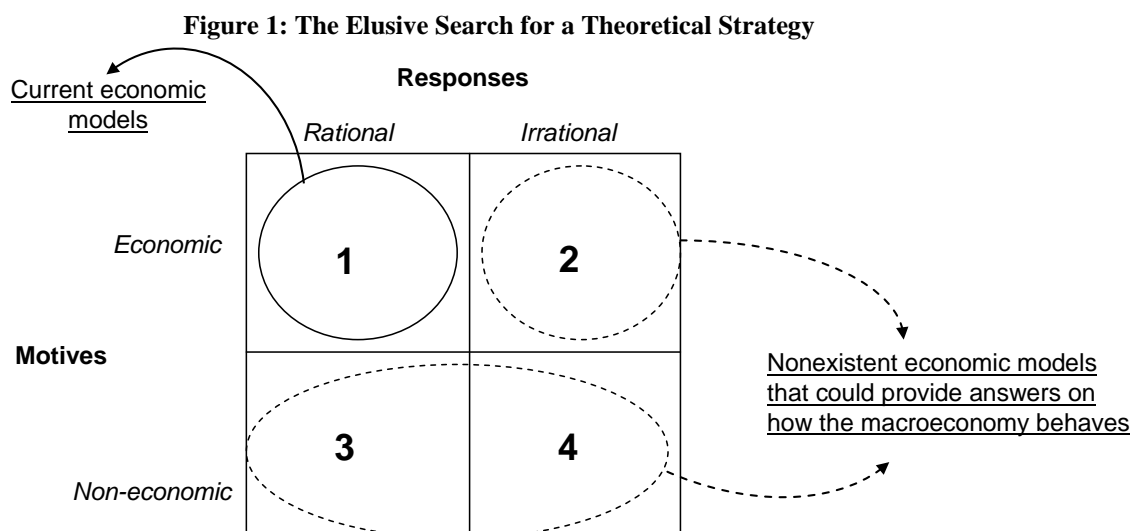 Figure 1: The Elusive Search for a Theoretical Strategy
Responses
Current economic
models
Rational
Irrational
Economic
1
2
Motives
Nonexistent economic models
that could provide answers on
how the macroeconomy behaves
3
4
Non-economic